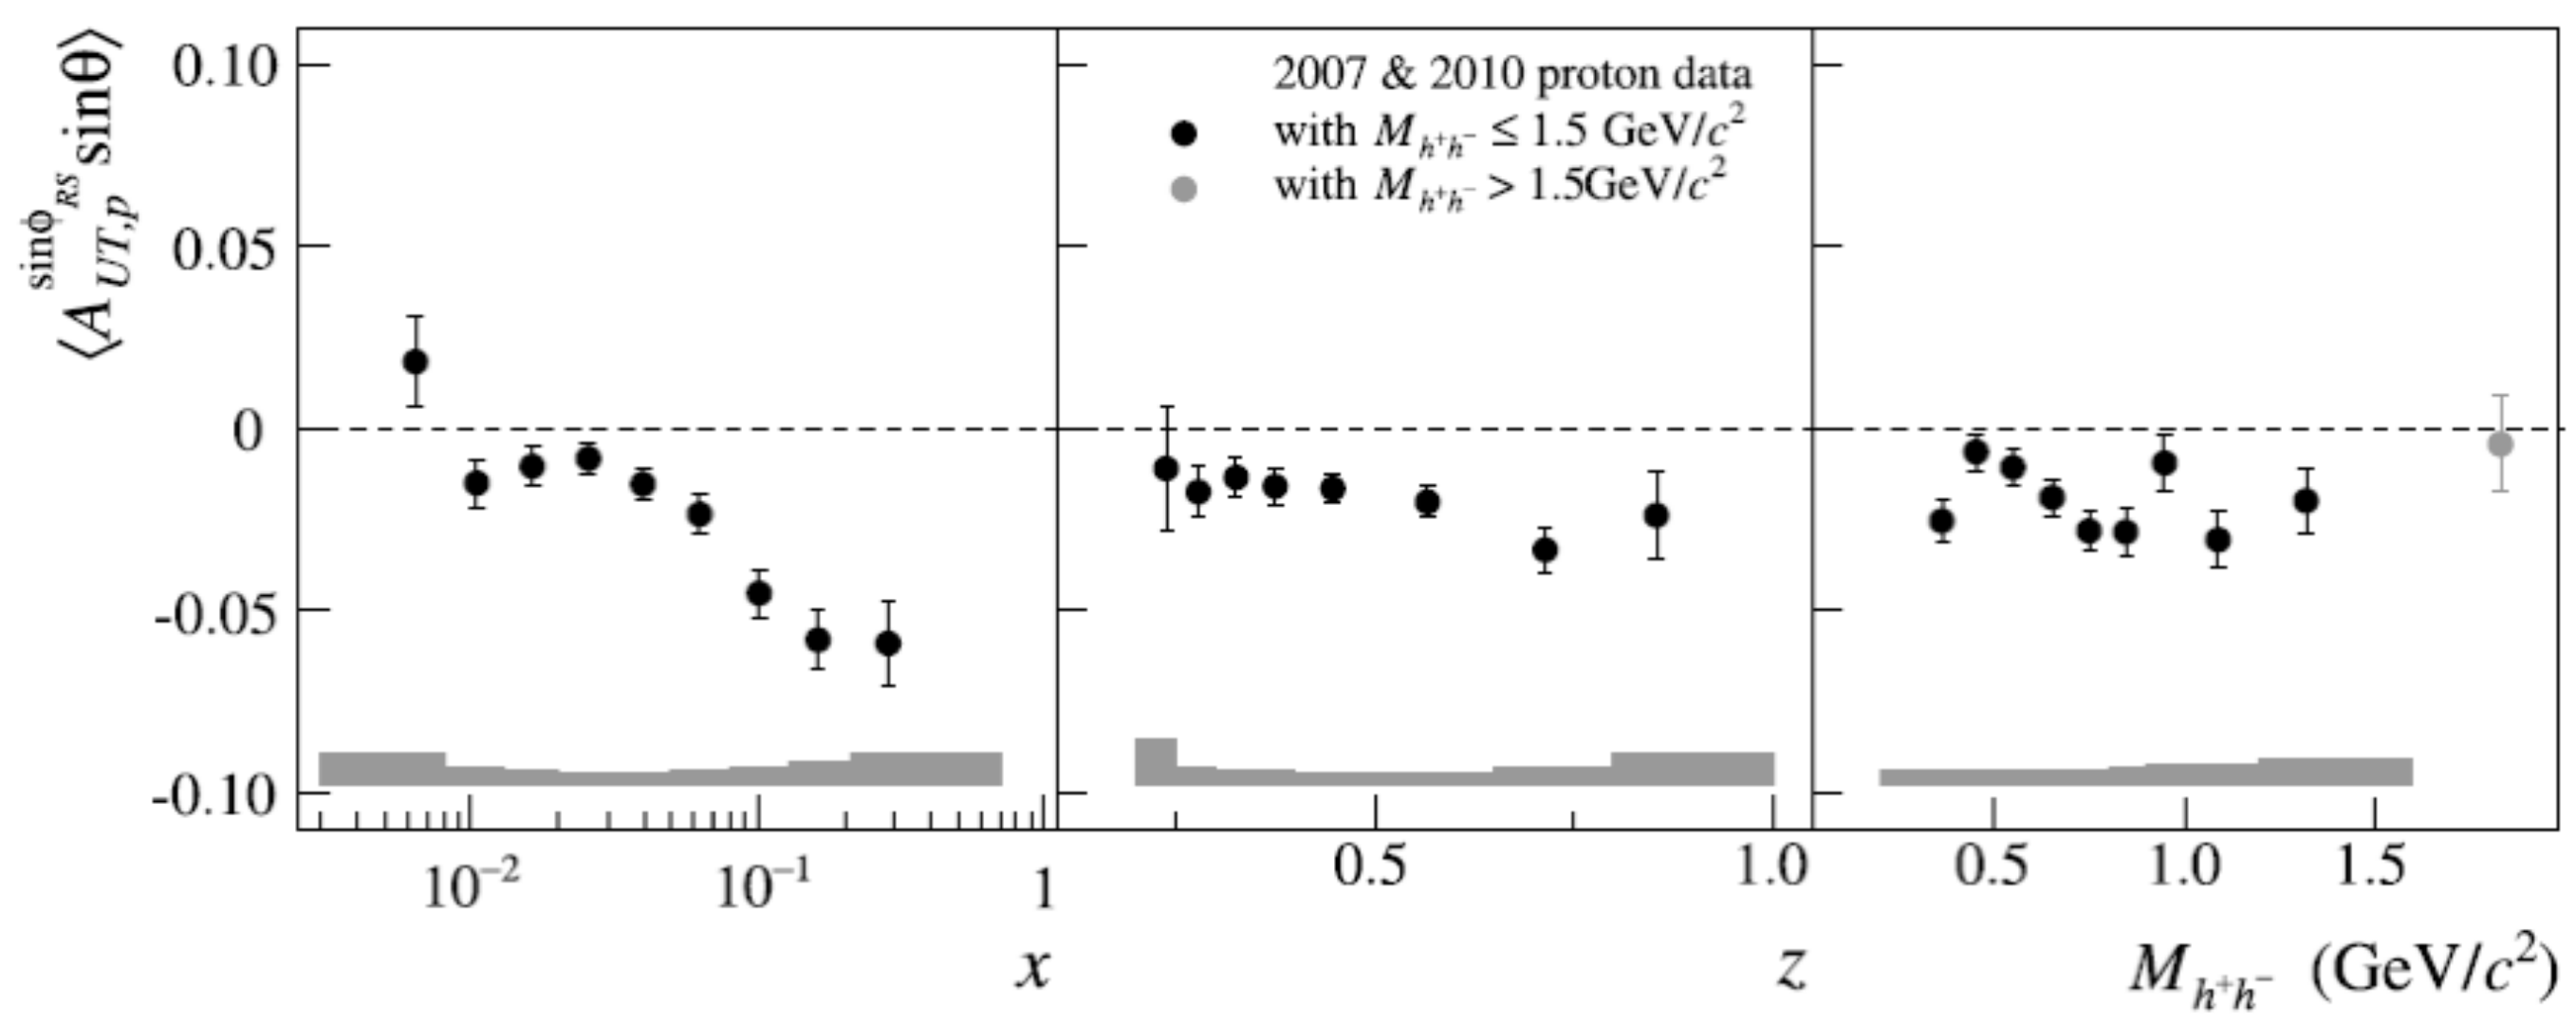 ⟨A_{UT,p}^{sinϕ_{RS}} sinθ⟩
0.10
0.05
0
-0.05
-0.10
2007 & 2010 proton data
with M_{h⁺h⁻} ≤ 1.5 GeV/c²
with M_{h⁺h⁻} > 1.5GeV/c²
10⁻² 10⁻¹ 1
0.5 1.0
0.5 1.0 1.5
x
z
M_{h⁺h⁻} (GeV/c²)